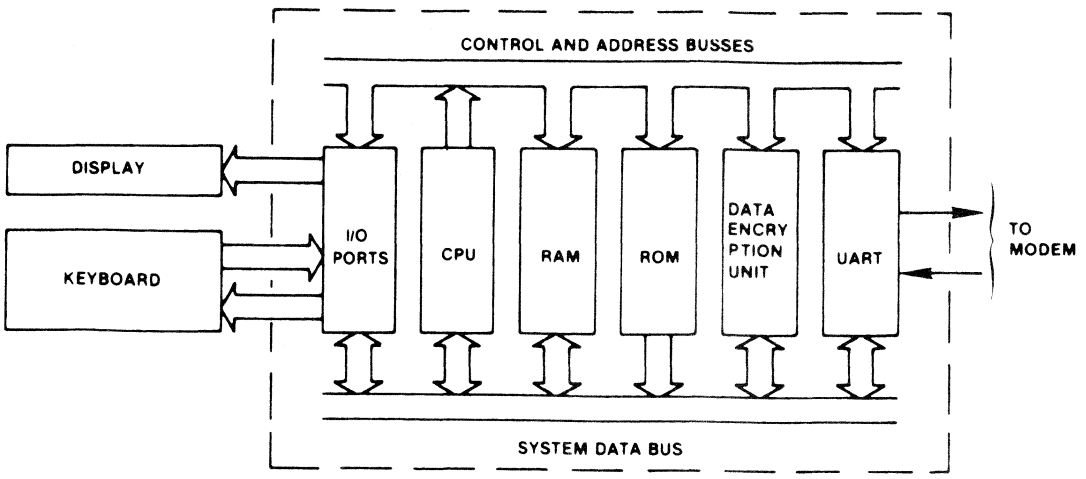 CONTROL AND ADDRESS BUSSES
DISPLAY
KEYBOARD
I/O
PORTS
CPU
RAM
ROM
DATA
ENCRY
PTION
UNIT
UART
TO
MODEM
SYSTEM DATA BUS